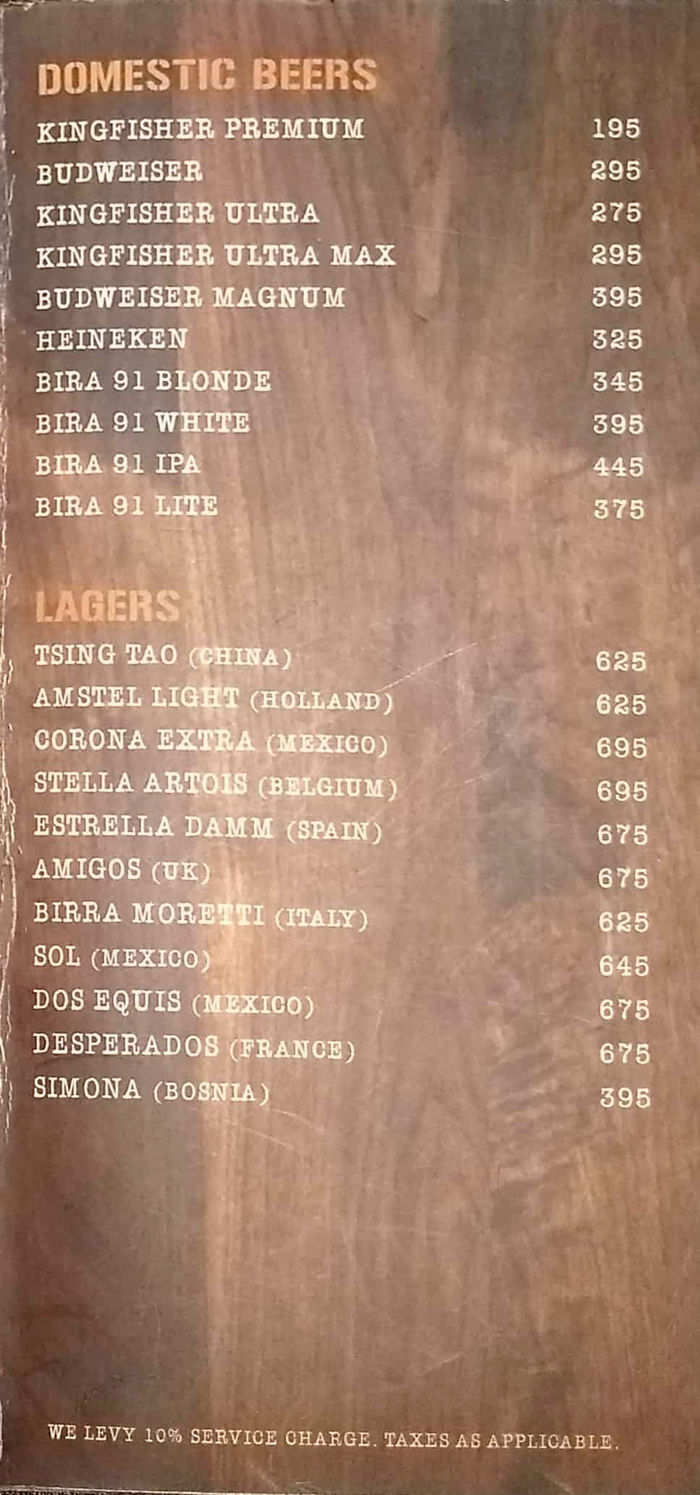 DOMESTIC BEERS
KINGFISHER PREMIUM 195
BUDWEISER 295
KINGFISHER ULTRA 275
KINGFISHER ULTRA MAX 295
BUDWEISER MAGNUM 395
HEINEKEN 325
BIRA 91 BLONDE 345
BIRA 91 WHITE 395
BIRA 91 IPA 445
BIRA 91 LITE 375
LAGERS
TSING TAO (CHINA) 625
AMSTEL LIGHT (HOLLAND) 625
CORONA EXTRA (MEXICO) 695
STELLA ARTOIS (BELGIUM) 695
ESTRELLA DAMM (SPAIN) 675
AMIGOS (UK) 675
BIRRA MORETTI (ITALY) 625
SOL (MEXICO) 645
DOS EQUIS (MEXICO) 675
DESPERADOS (FRANCE) 675
SIMONA (BOSNIA) 395
WE LEVY 10% SERVICE CHARGE. TAXES AS APPLICABLE.